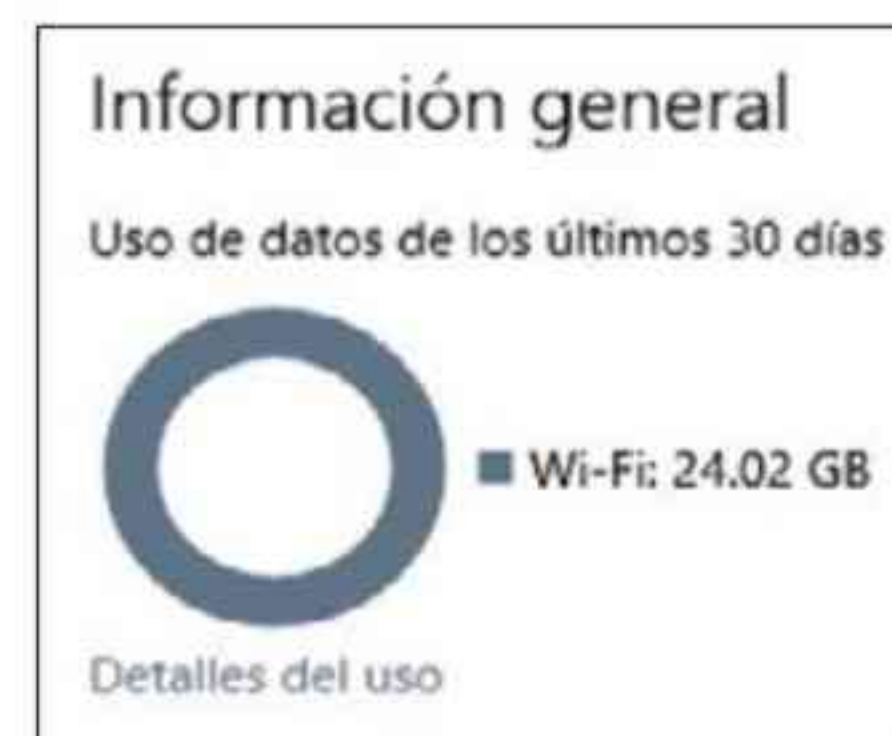 Información general
Uso de datos de los últimos 30 días
Wi-Fi: 24.02 GB
Detalles del uso